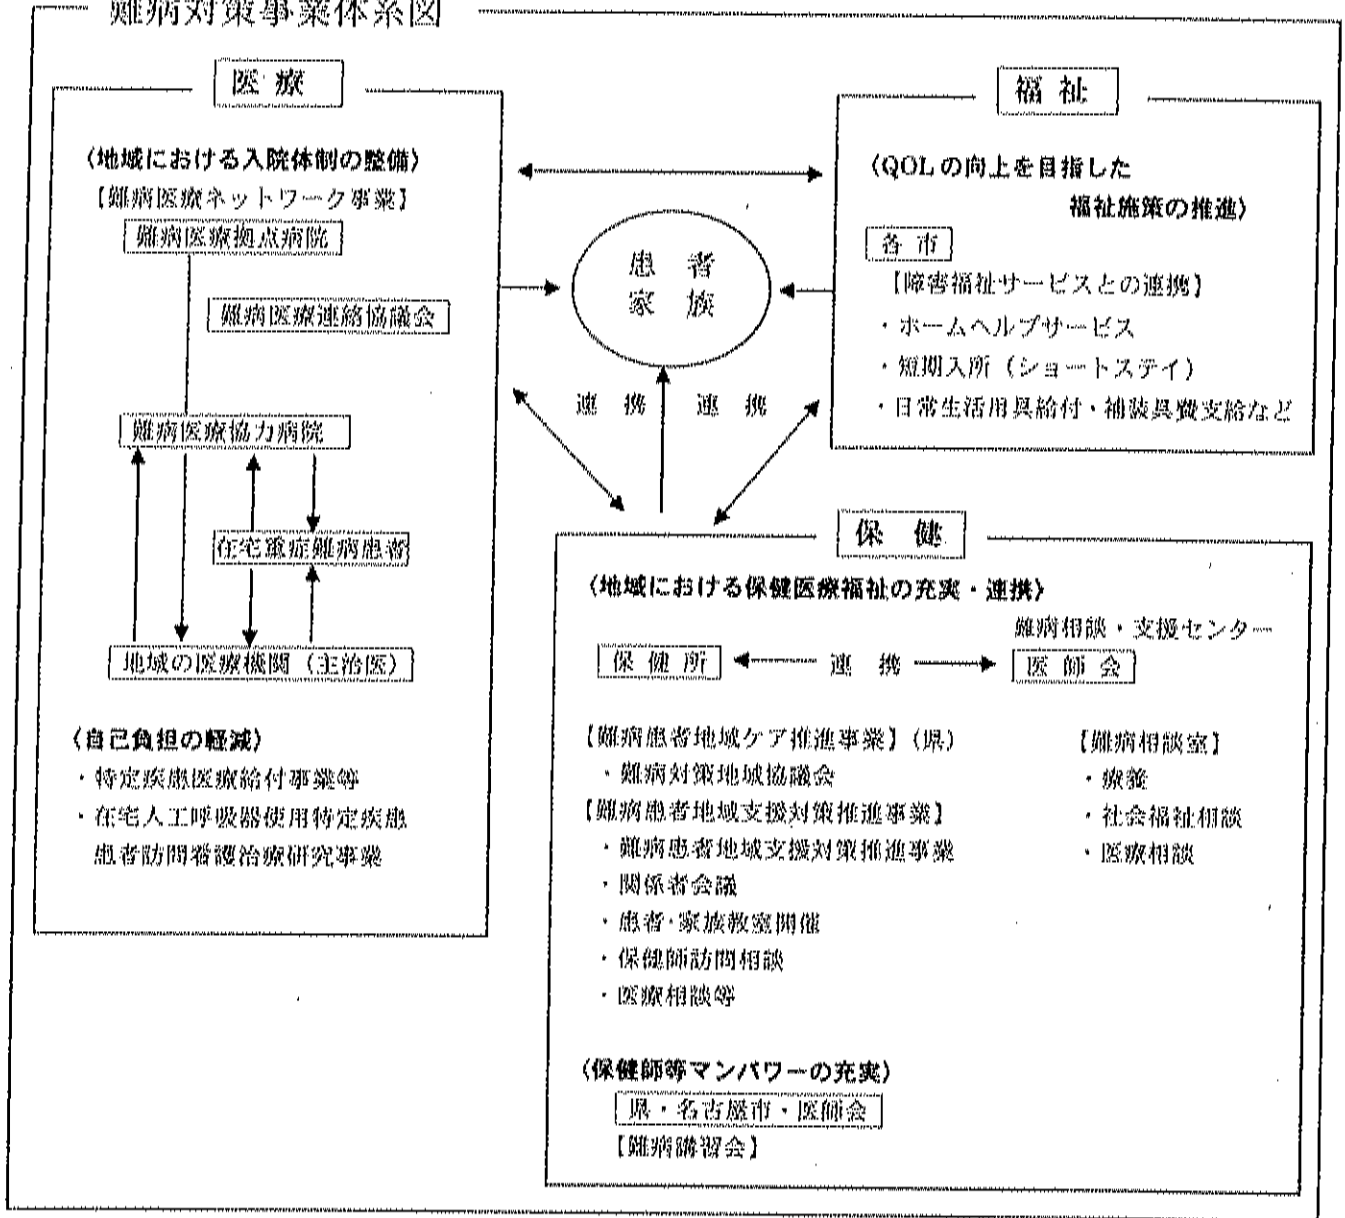 難病対策事業体系図
医療
〈地域における入院体制の整備〉
【難病医療ネットワーク事業】
難病医療拠点病院
難病医療連絡協議会
難病医療協力病院
在宅重症難病患者
地域の医療機関(主治医)
〈自己負担の軽減〉
・特定疾患医療給付事業等
・在宅人工呼吸器使用特定疾患
患者訪問看護治療研究事業
患者
家族
連携 連携
福祉
〈QOLの向上を目指した
福祉施策の推進〉
各市
【障害福祉サービスとの連携】
・ホームヘルプサービス
・短期入所(ショートステイ)
・日常生活用具給付・補装具費支給など
保健
〈地域における保健医療福祉の充実・連携〉
難病相談・支援センター
保健所 連携 医師会
【難病患者地域ケア推進事業】(県)
・難病対策地域協議会
【難病患者地域支援対策推進事業】
・難病患者地域支援対策推進事業
・関係者会議
・患者・家族教室開催
・保健師訪問相談
・医療相談等
【難病相談室】
・療養
・社会福祉相談
・医療相談
〈保健師等マンパワーの充実〉
県・名古屋市・医師会
【難病講習会】